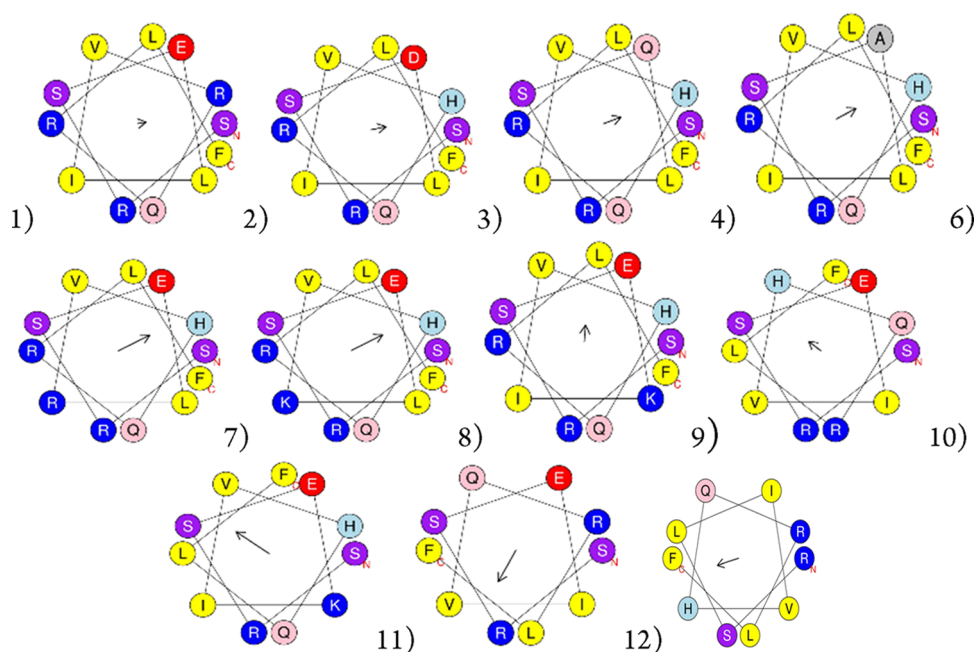 V L E
S R
R S N
F C
I L
R Q
1)
V L D
S H
R S N
F C
I L
R Q
2)
V L Q
S H
R S N
F C
I L
R Q
3)
4)
V L A
S H
R S N
F C
I L
R Q
6)
V L E
S H
R S N
F C
R L
R Q
7)
V L E
S H
R S N
F C
K L
R Q
8)
V L E
S H
R S N
F C
I K
R Q
9)
H F E
S Q
L S N
V I
R R
10)
V F E
S H
L S N
I K
R Q
11)
Q E
S R
F C S N
V I
R L
12)
Q I
L R
F C R N
H V
S L